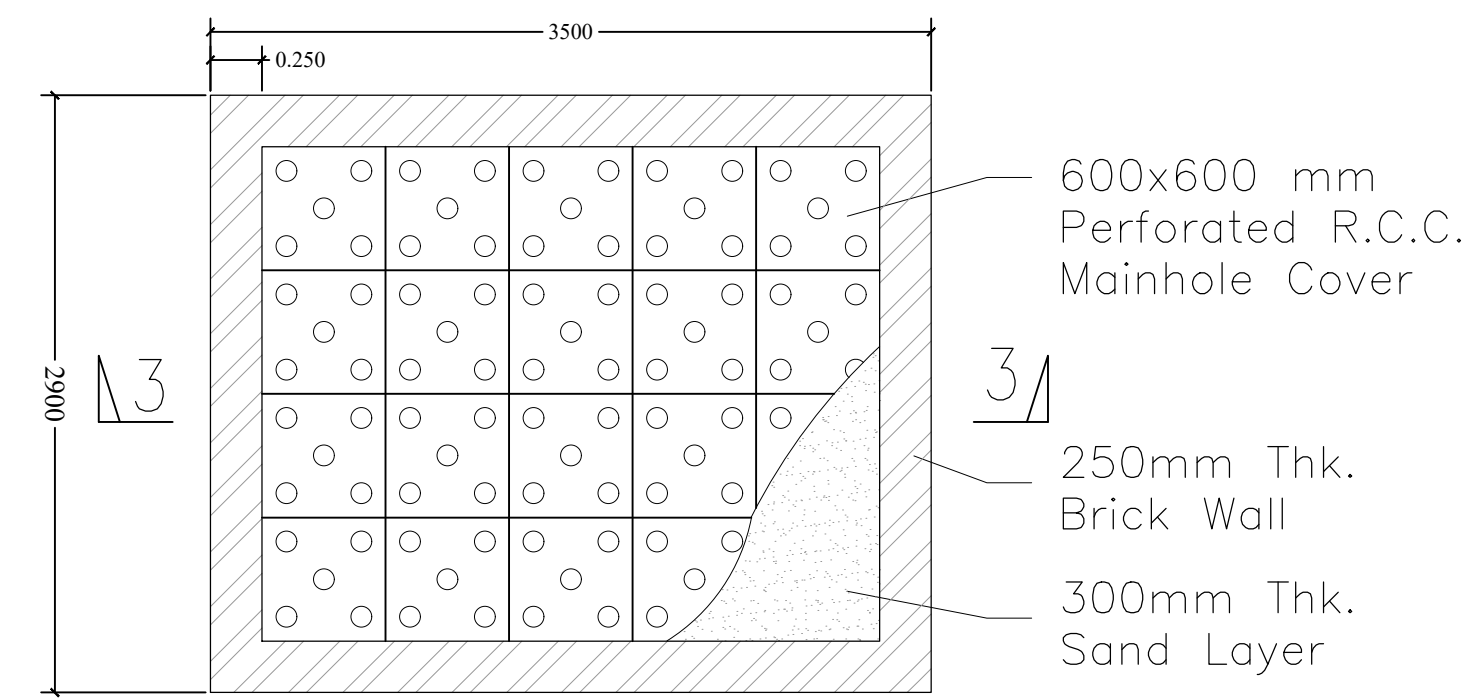 3500
0.250
600x600 mm
Perforated R.C.C.
Mainhole Cover
2900
3
3
250mm Thk.
Brick Wall
300mm Thk.
Sand Layer